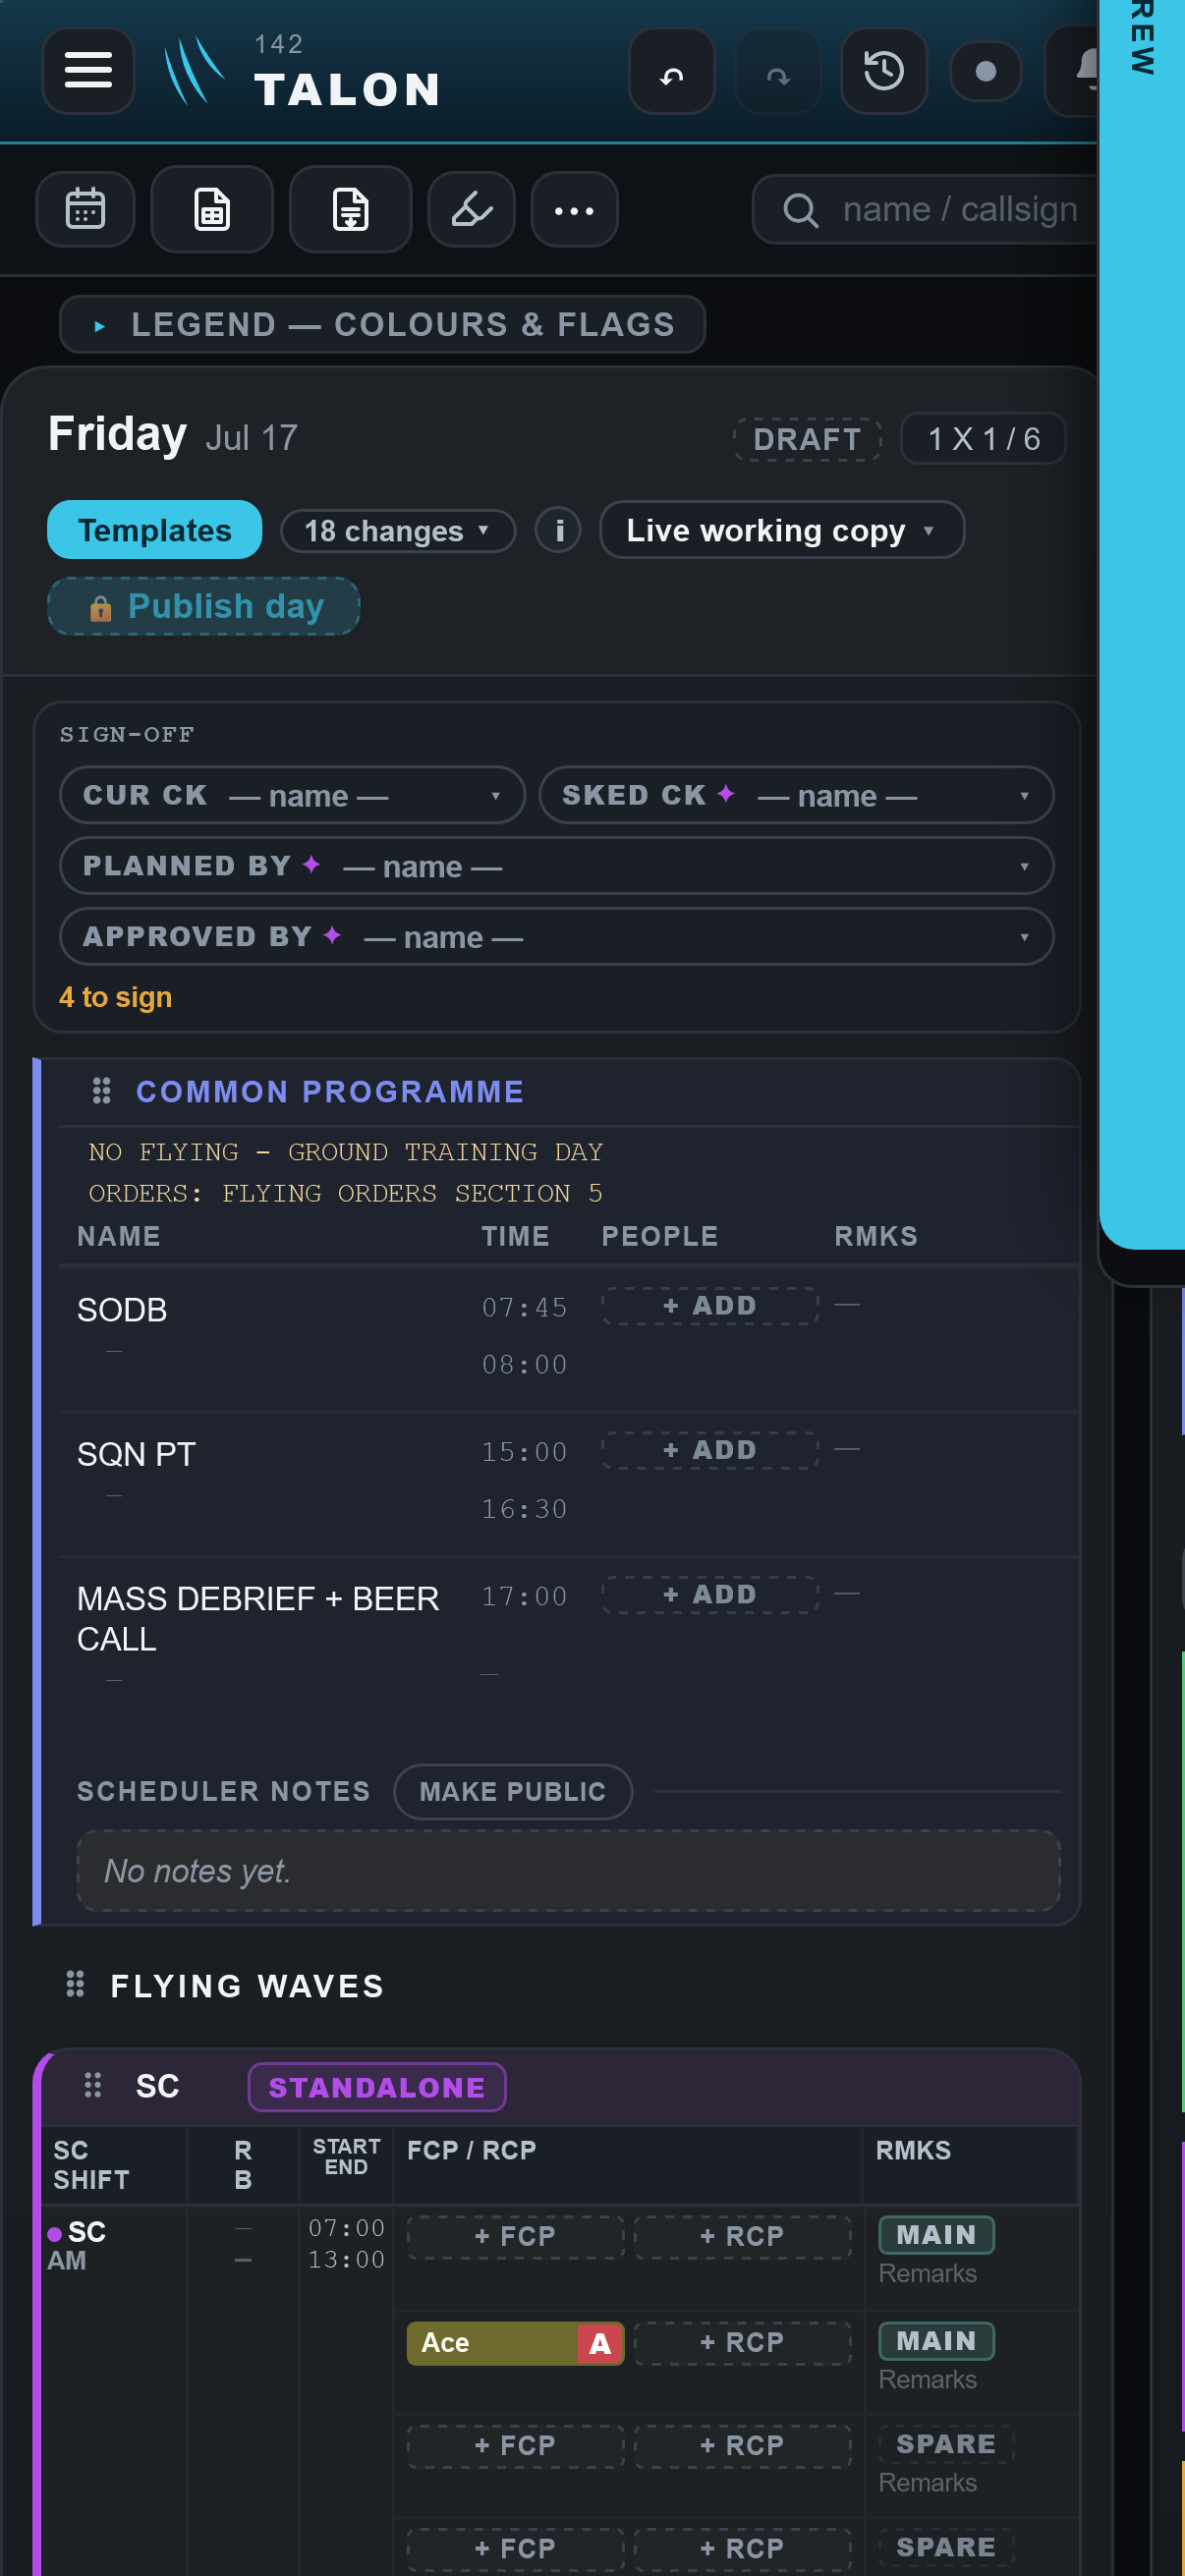 142
TALON
REW
name / callsign
LEGEND — COLOURS & FLAGS
Friday Jul 17 DRAFT 1 X 1 / 6
Templates 18 changes i Live working copy
Publish day
SIGN-OFF
CUR CK — name — SKED CK — name —
PLANNED BY — name —
APPROVED BY — name —
4 to sign
COMMON PROGRAMME
NO FLYING - GROUND TRAINING DAY
ORDERS: FLYING ORDERS SECTION 5
NAME TIME PEOPLE RMKS
SODB 07:45 + ADD —
— 08:00
SQN PT 15:00 + ADD —
— 16:30
MASS DEBRIEF + BEER 17:00 + ADD —
CALL
— —
SCHEDULER NOTES MAKE PUBLIC
No notes yet.
FLYING WAVES
SC STANDALONE
SC R START FCP / RCP RMKS
SHIFT B END
SC — 07:00 + FCP + RCP MAIN
AM — 13:00 Remarks
Ace A + RCP MAIN
Remarks
+ FCP + RCP SPARE
Remarks
+ FCP + RCP SPARE